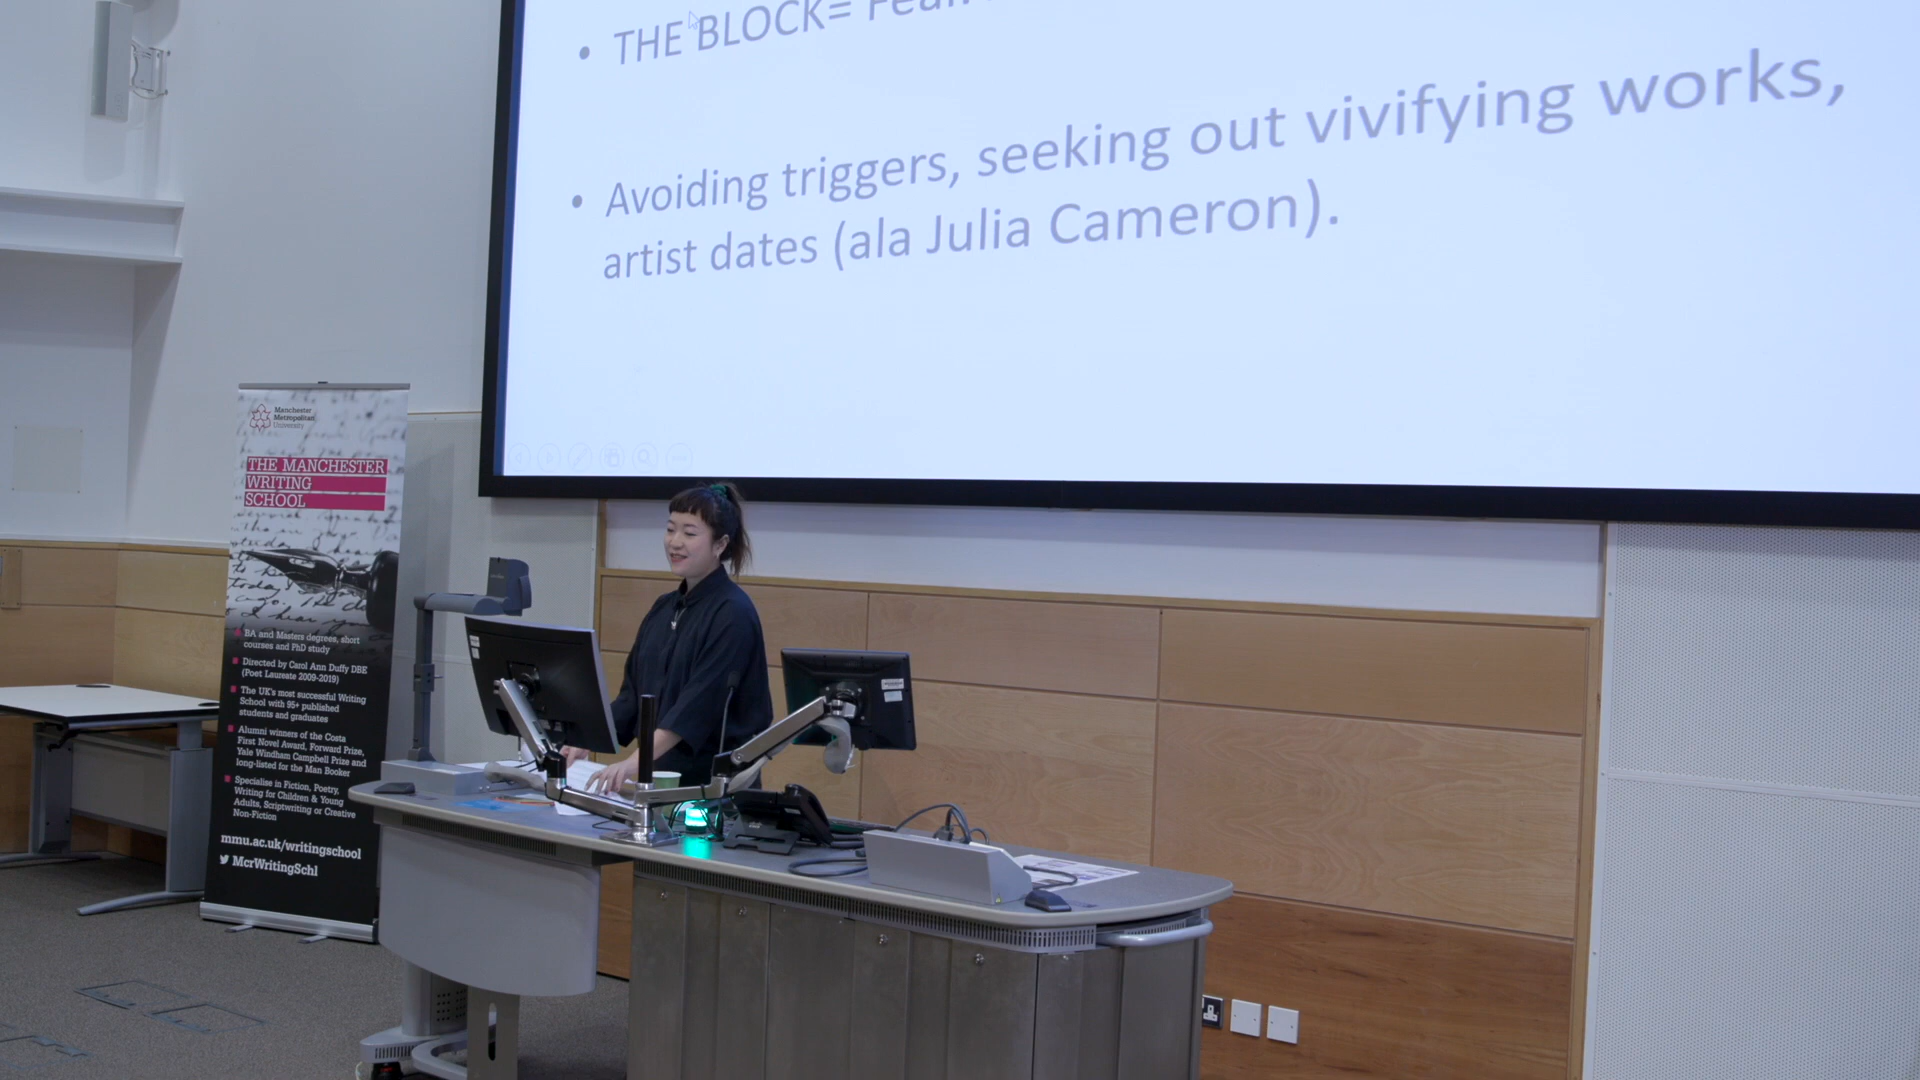 • THE BLOCK= Fear.
• Avoiding triggers, seeking out vivifying works,
artist dates (ala Julia Cameron).
Manchester
Metropolitan
University
THE MANCHESTER
WRITING
SCHOOL
BA and Masters degrees, short
courses and PhD study
Directed by Carol Ann Duffy DBE
(Poet Laureate 2009-2019)
The UK's most successful Writing
School with 95+ published
students and graduates
Alumni winners of the Costa
First Novel Award, Forward Prize,
Yale Windham Campbell Prize and
long-listed for the Man Booker
Specialise in Fiction, Poetry,
Writing for Children & Young
Adults, Scriptwriting or Creative
Non-Fiction
mmu.ac.uk/writingschool
McrWritingSchl